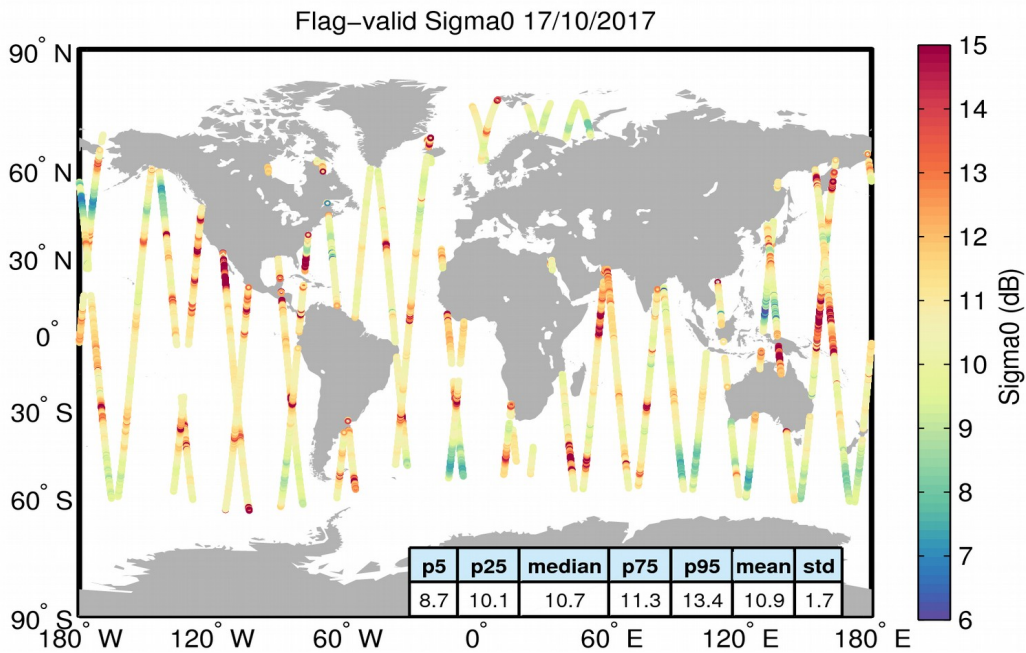 Flag−valid Sigma0 17/10/2017
90° N
60° N
30° N
0°
30° S
60° S
90° S
180° W
120° W
60° W
0°
60° E
120° E
180° E
p5 p25 median p75 p95 mean std
8.7 10.1 10.7 11.3 13.4 10.9 1.7
15
14
13
12
11
10
9
8
7
6
Sigma0 (dB)